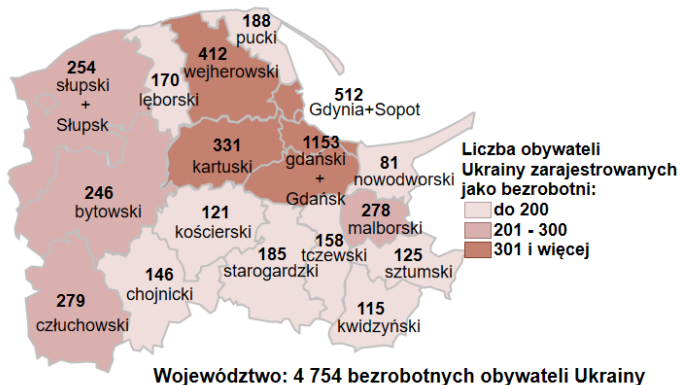 188
pucki
412
wejherowski
254
słupski
+
Słupsk
170
lęborski
512
Gdynia+Sopot
331
kartuski
1153
gdański
+
Gdańsk
81
nowodworski
246
bytowski
121
kościerski
278
malborski
185
starogardzki
158
tczewski
125
sztumski
146
chojnicki
279
człuchowski
115
kwidzyński
Liczba obywateli
Ukrainy zarajestrowanych
jako bezrobotni:
do 200
201 - 300
301 i więcej
Województwo: 4 754 bezrobotnych obywateli Ukrainy